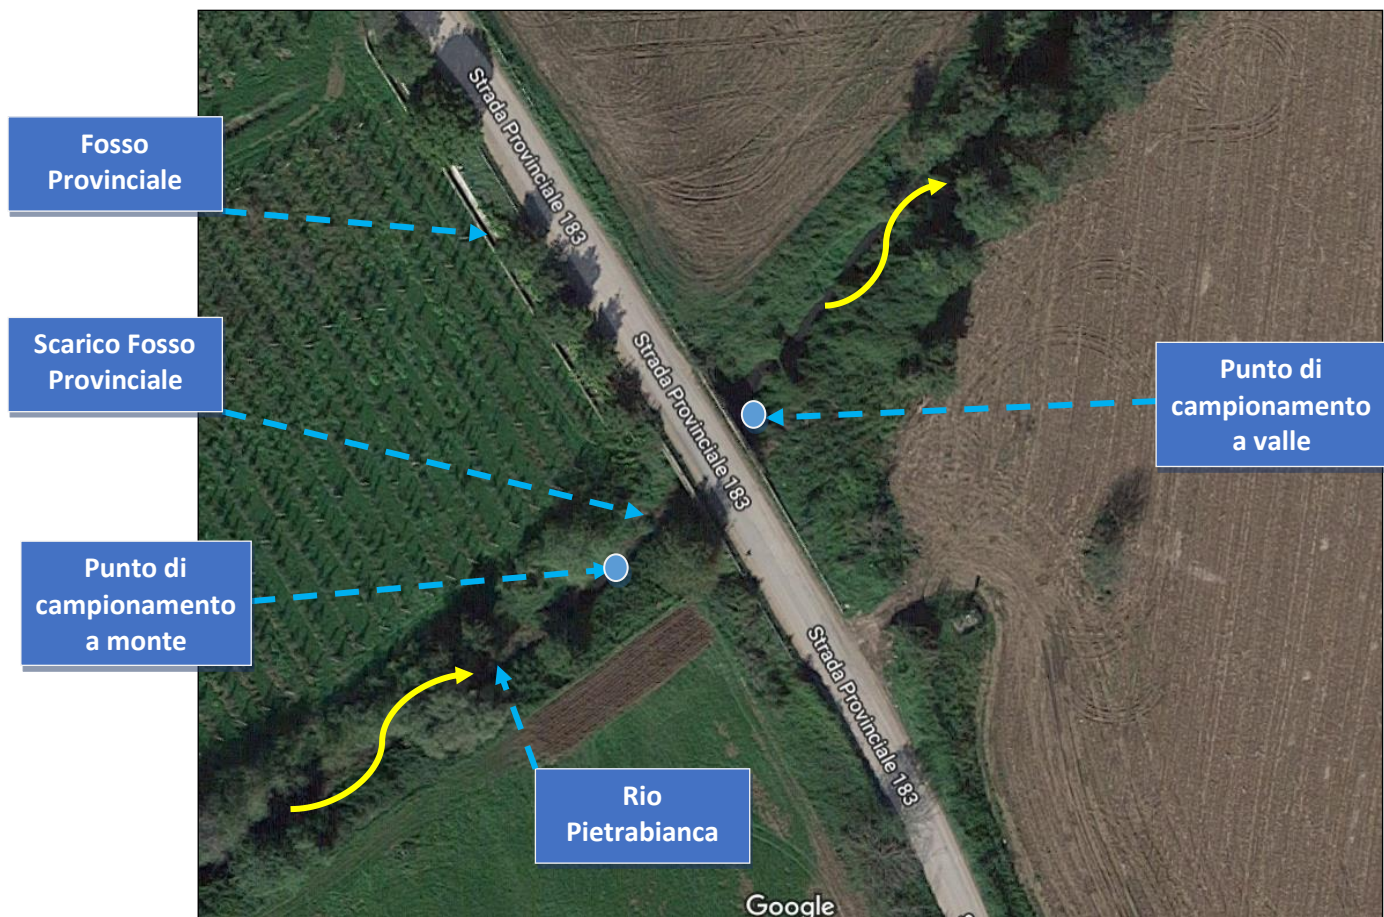 Strada Provinciale 183
Fosso
Provinciale
Scarico Fosso
Provinciale
Strada Provinciale 183
Punto di
campionamento
a valle
Punto di
campionamento
a monte
Strada Provinciale 183
Rio
Pietrabianca
Google